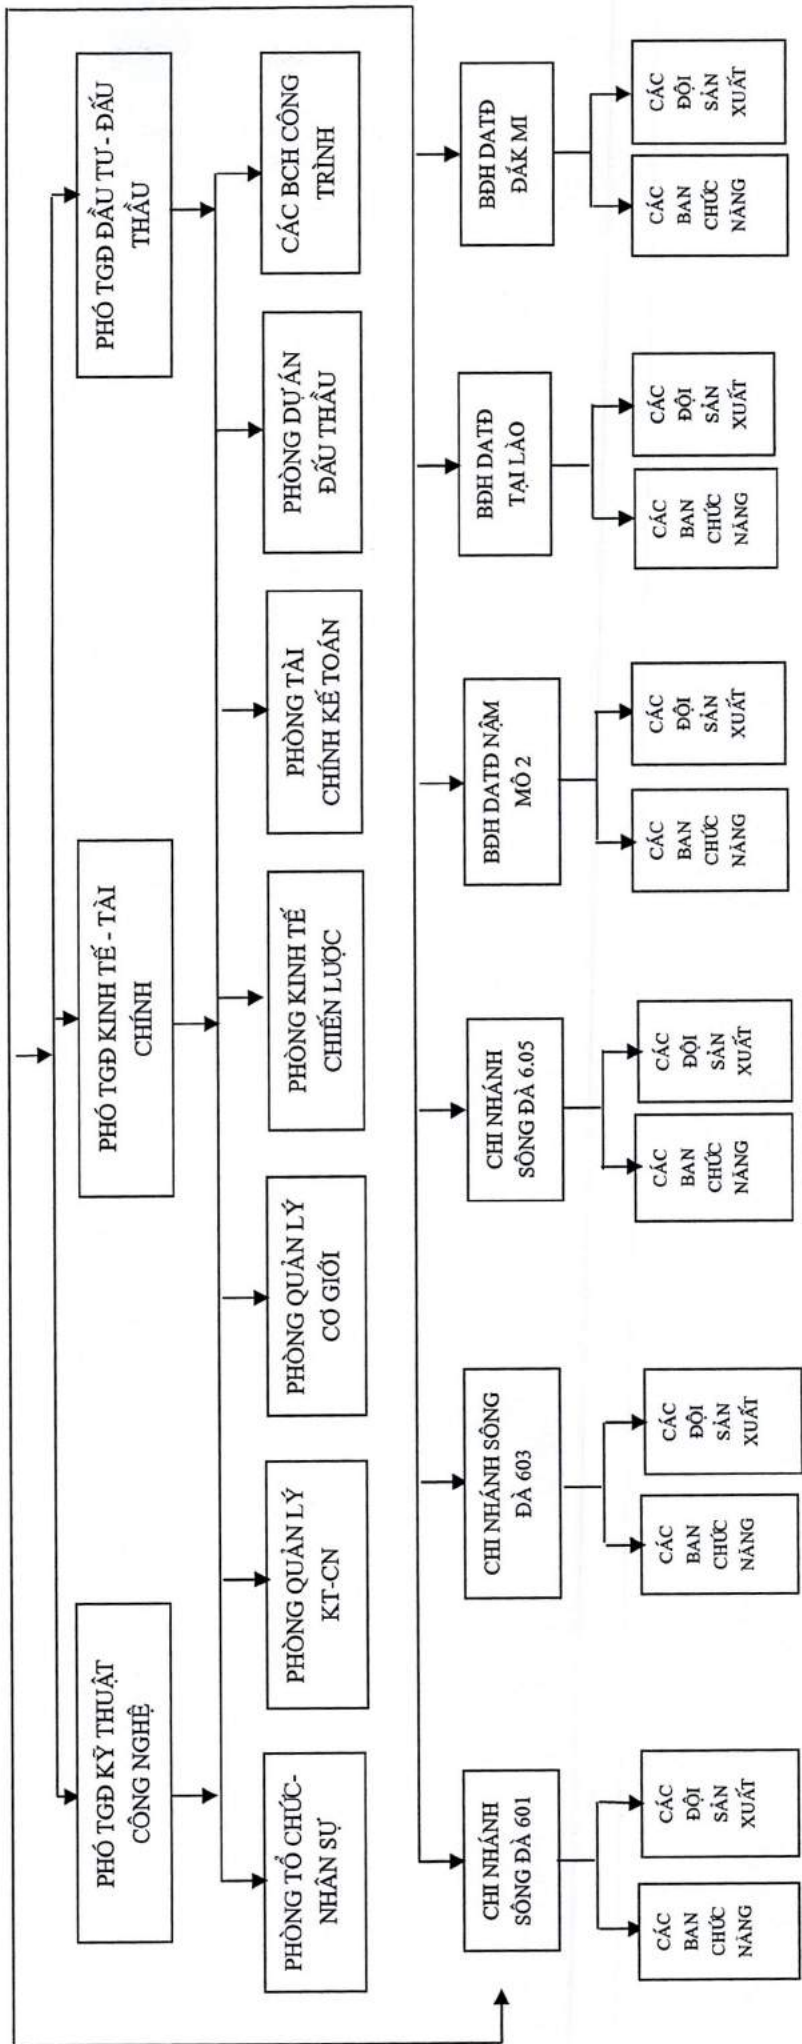 PHÓ TGĐ KỸ THUẬT
CÔNG NGHỆ
PHÓ TGĐ KINH TẾ - TÀI
CHÍNH
PHÓ TGĐ ĐẦU TƯ - ĐẤU
THẦU
PHÒNG TỔ CHỨC-
NHÂN SỰ
PHÒNG QUẢN LÝ
KT-CN
PHÒNG QUẢN LÝ
CƠ GIỚI
PHÒNG KINH TẾ
CHIẾN LƯỢC
PHÒNG TÀI
CHÍNH KẾ TOÁN
PHÒNG DỰ ÁN
ĐẤU THẦU
CÁC BCH CÔNG
TRÌNH
CHI NHÁNH
SÔNG ĐÀ 601
CHI NHÁNH SÔNG
ĐÀ 603
CHI NHÁNH
SÔNG ĐÀ 6.05
BĐH DATĐ NẬM
MÔ 2
BĐH DATĐ
TẠI LÀO
BĐH DATĐ
ĐẮK MI
CÁC
BAN
CHỨC
NĂNG
CÁC
ĐỘI
SẢN
XUẤT
CÁC
BAN
CHỨC
NĂNG
CÁC
ĐỘI
SẢN
XUẤT
CÁC
BAN
CHỨC
NĂNG
CÁC
ĐỘI
SẢN
XUẤT
CÁC
BAN
CHỨC
NĂNG
CÁC
ĐỘI
SẢN
XUẤT
CÁC
BAN
CHỨC
NĂNG
CÁC
ĐỘI
SẢN
XUẤT
CÁC
BAN
CHỨC
NĂNG
CÁC
ĐỘI
SẢN
XUẤT